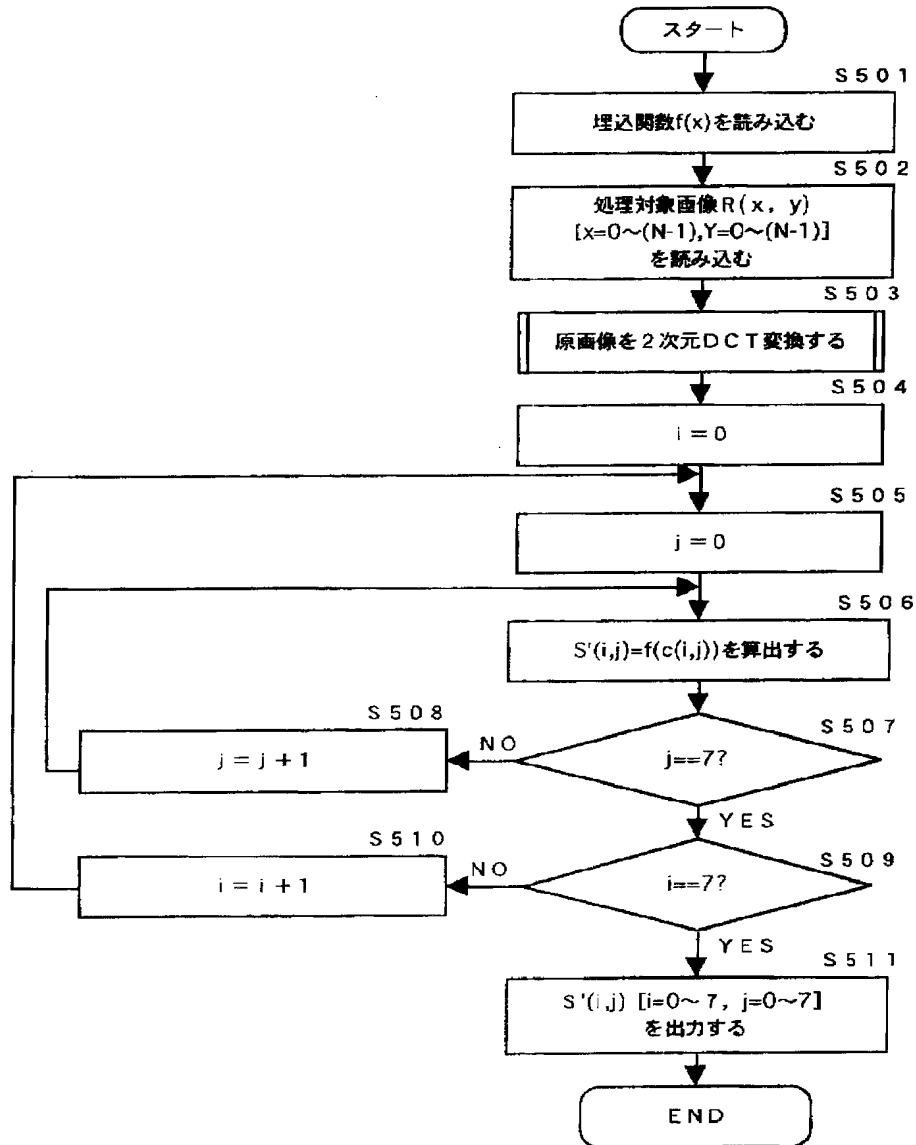 スタート
S501
埋込関数f(x)を読み込む
S502
処理対象画像R(x, y)
[x=0～(N-1),Y=0～(N-1)]
を読み込む
S503
原画像を2次元DCT変換する
S504
i=0
S505
j=0
S506
S'(i,j)=f(c(i,j))を算出する
S507
j==7?
NO
S508
j=j+1
YES
S509
i==7?
NO
S510
i=i+1
YES
S511
S'(i,j) [i=0～7, j=0～7]
を出力する
END